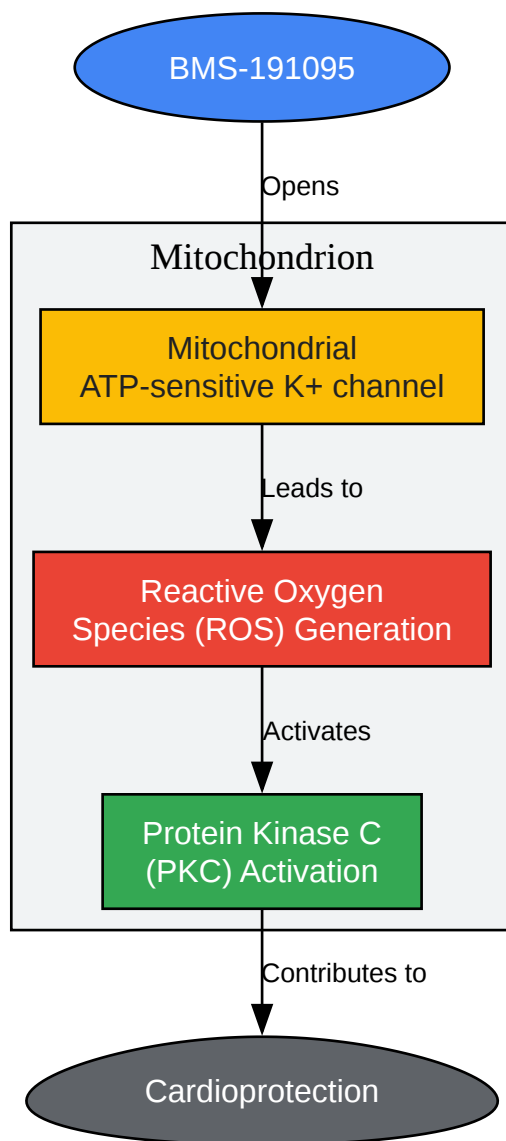 BMS-191095
Opens
Mitochondrion
Mitochondrial
ATP-sensitive K+ channel
Leads to
Reactive Oxygen
Species (ROS) Generation
Activates
Protein Kinase C
(PKC) Activation
Contributes to
Cardioprotection